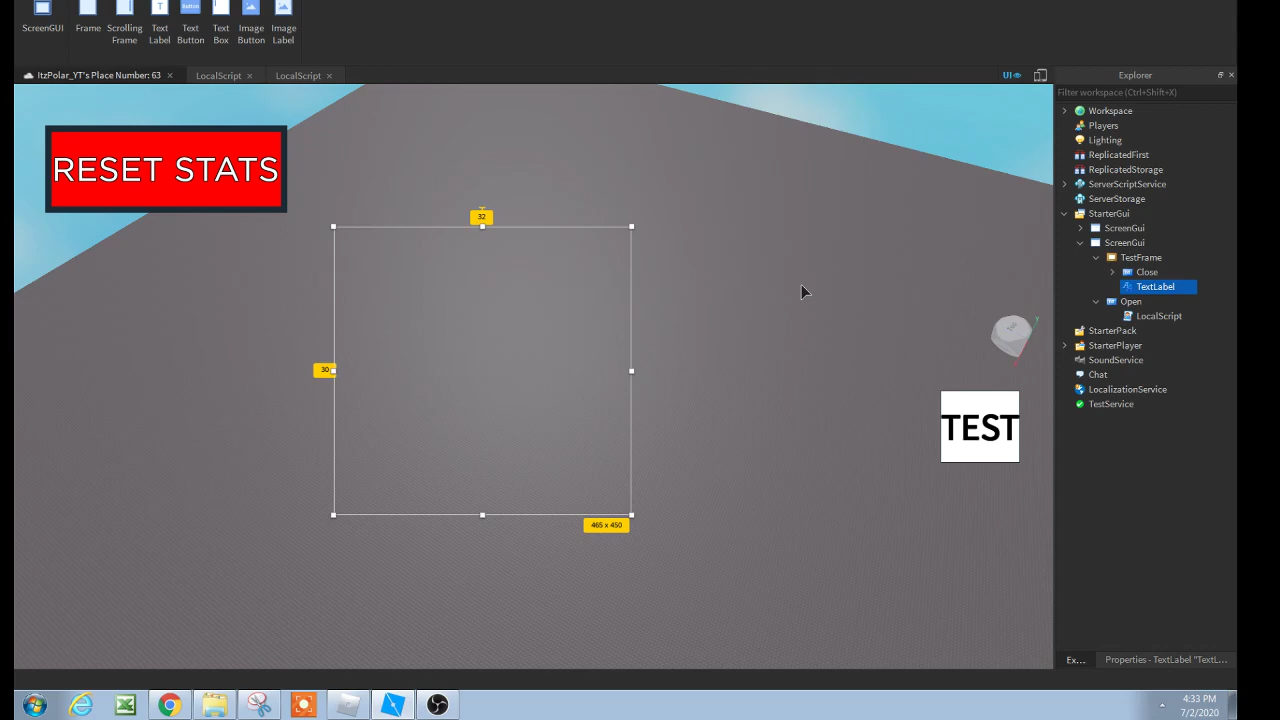 ScreenGUI
Frame
Scrolling
Frame
Text
Label
Text
Button
Text
Box
Image
Button
Image
Label
Button
T
ItzPolar_YT's Place Number: 63
LocalScript
LocalScript
UI
Explorer
Filter workspace (Ctrl+Shift+X)
Workspace
Players
Lighting
ReplicatedFirst
ReplicatedStorage
ServerScriptService
ServerStorage
StarterGui
ScreenGui
ScreenGui
TestFrame
Close
TextLabel
Open
LocalScript
StarterPack
StarterPlayer
SoundService
Chat
LocalizationService
TestService
RESET STATS
32
30
465 x 450
TEST
Ex...
Properties - TextLabel "TextL...
4:33 PM
7/2/2020